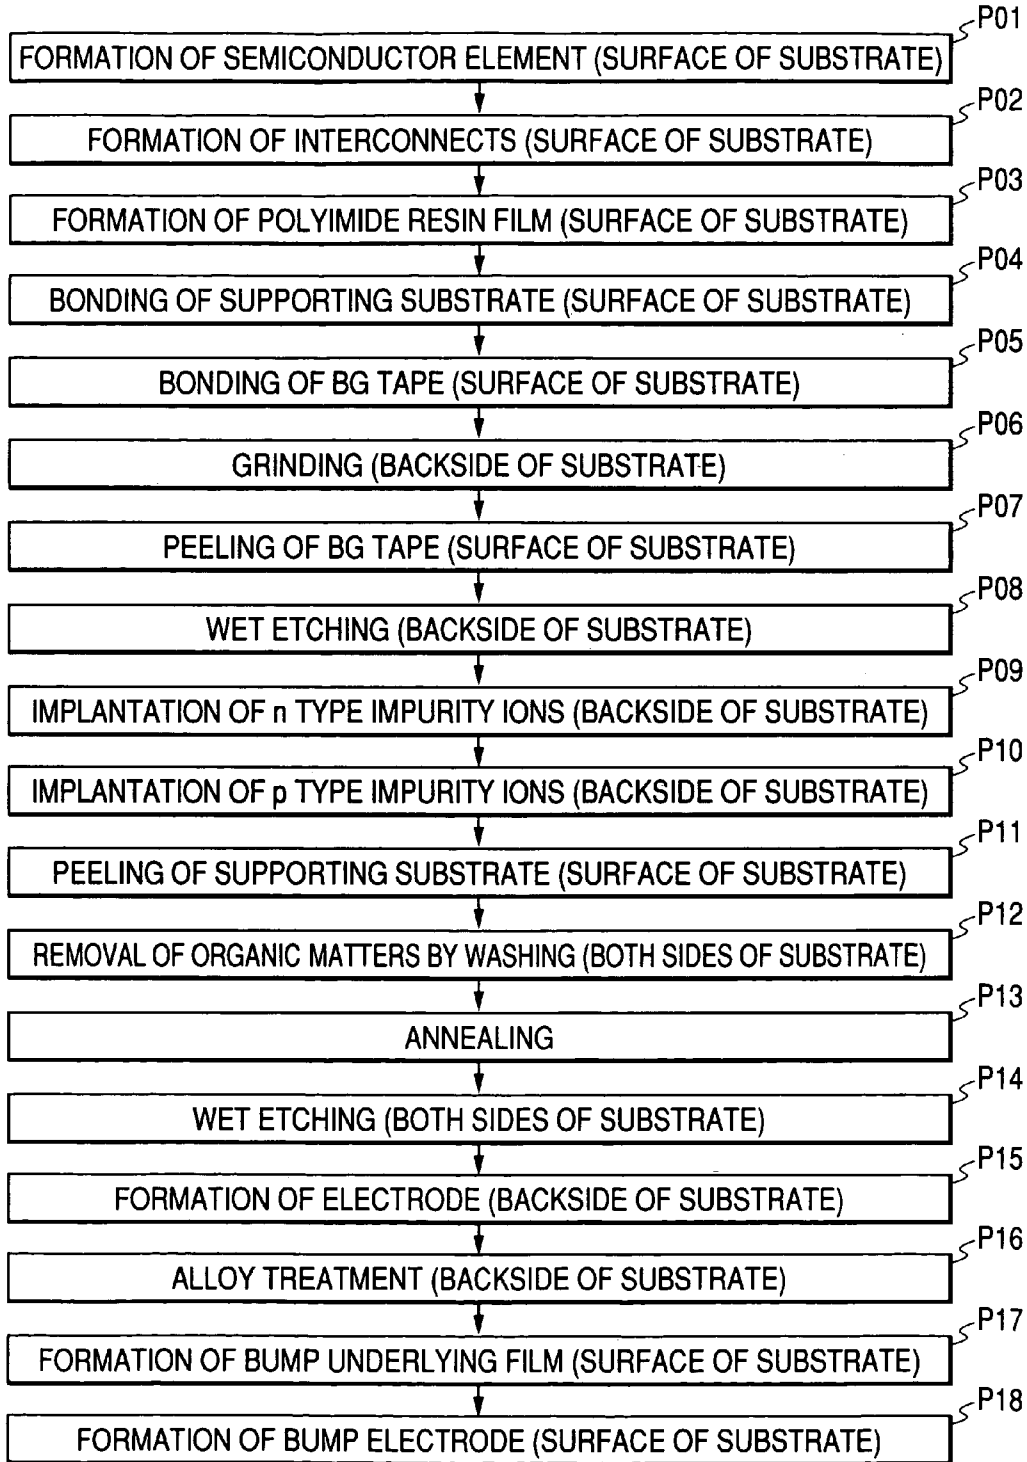 P01
FORMATION OF SEMICONDUCTOR ELEMENT (SURFACE OF SUBSTRATE)
P02
FORMATION OF INTERCONNECTS (SURFACE OF SUBSTRATE)
P03
FORMATION OF POLYIMIDE RESIN FILM (SURFACE OF SUBSTRATE)
P04
BONDING OF SUPPORTING SUBSTRATE (SURFACE OF SUBSTRATE)
P05
BONDING OF BG TAPE (SURFACE OF SUBSTRATE)
P06
GRINDING (BACKSIDE OF SUBSTRATE)
P07
PEELING OF BG TAPE (SURFACE OF SUBSTRATE)
P08
WET ETCHING (BACKSIDE OF SUBSTRATE)
P09
IMPLANTATION OF n TYPE IMPURITY IONS (BACKSIDE OF SUBSTRATE)
P10
IMPLANTATION OF p TYPE IMPURITY IONS (BACKSIDE OF SUBSTRATE)
P11
PEELING OF SUPPORTING SUBSTRATE (SURFACE OF SUBSTRATE)
P12
REMOVAL OF ORGANIC MATTERS BY WASHING (BOTH SIDES OF SUBSTRATE)
P13
ANNEALING
P14
WET ETCHING (BOTH SIDES OF SUBSTRATE)
P15
FORMATION OF ELECTRODE (BACKSIDE OF SUBSTRATE)
P16
ALLOY TREATMENT (BACKSIDE OF SUBSTRATE)
P17
FORMATION OF BUMP UNDERLYING FILM (SURFACE OF SUBSTRATE)
P18
FORMATION OF BUMP ELECTRODE (SURFACE OF SUBSTRATE)